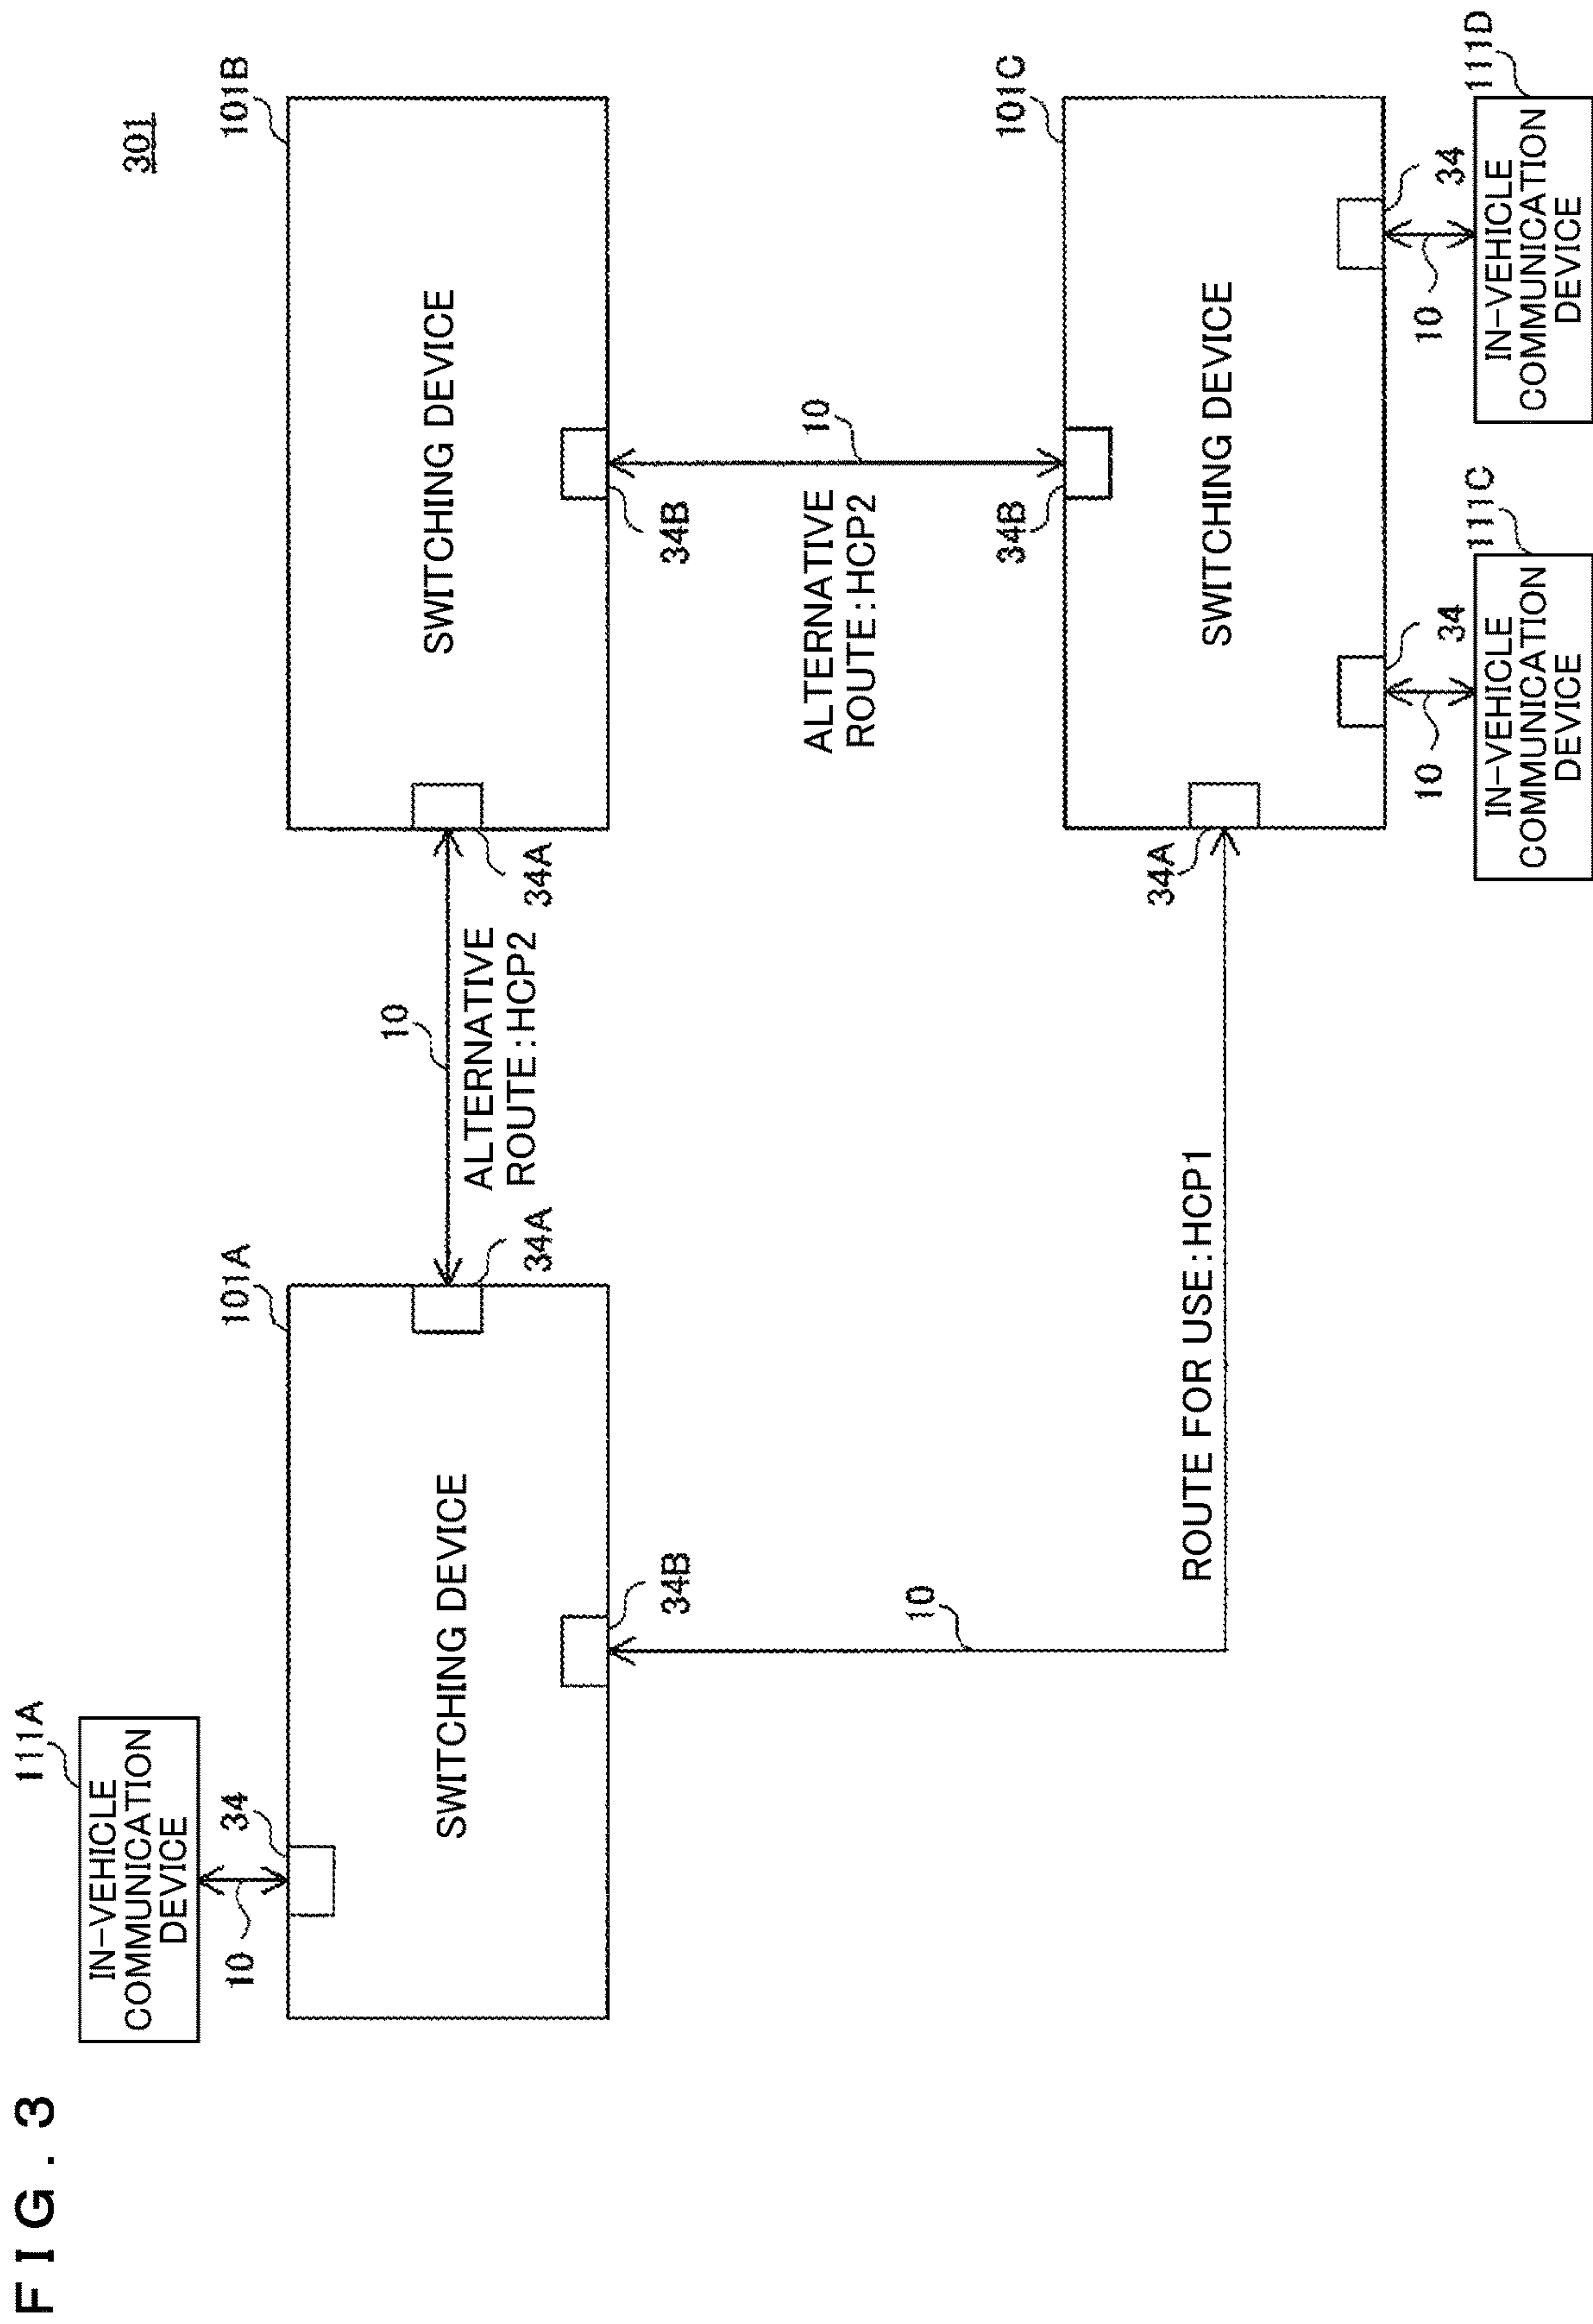 FIG. 3
301
111A
IN-VEHICLE
COMMUNICATION
DEVICE
10
34
101A
SWITCHING DEVICE
34A
34B
10
ALTERNATIVE
ROUTE:HCP2
101B
SWITCHING DEVICE
34A
34B
10
ALTERNATIVE
ROUTE:HCP2
10
ROUTE FOR USE:HCP1
101C
34B
34A
SWITCHING DEVICE
34
10
111C
IN-VEHICLE
COMMUNICATION
DEVICE
34
10
111D
IN-VEHICLE
COMMUNICATION
DEVICE